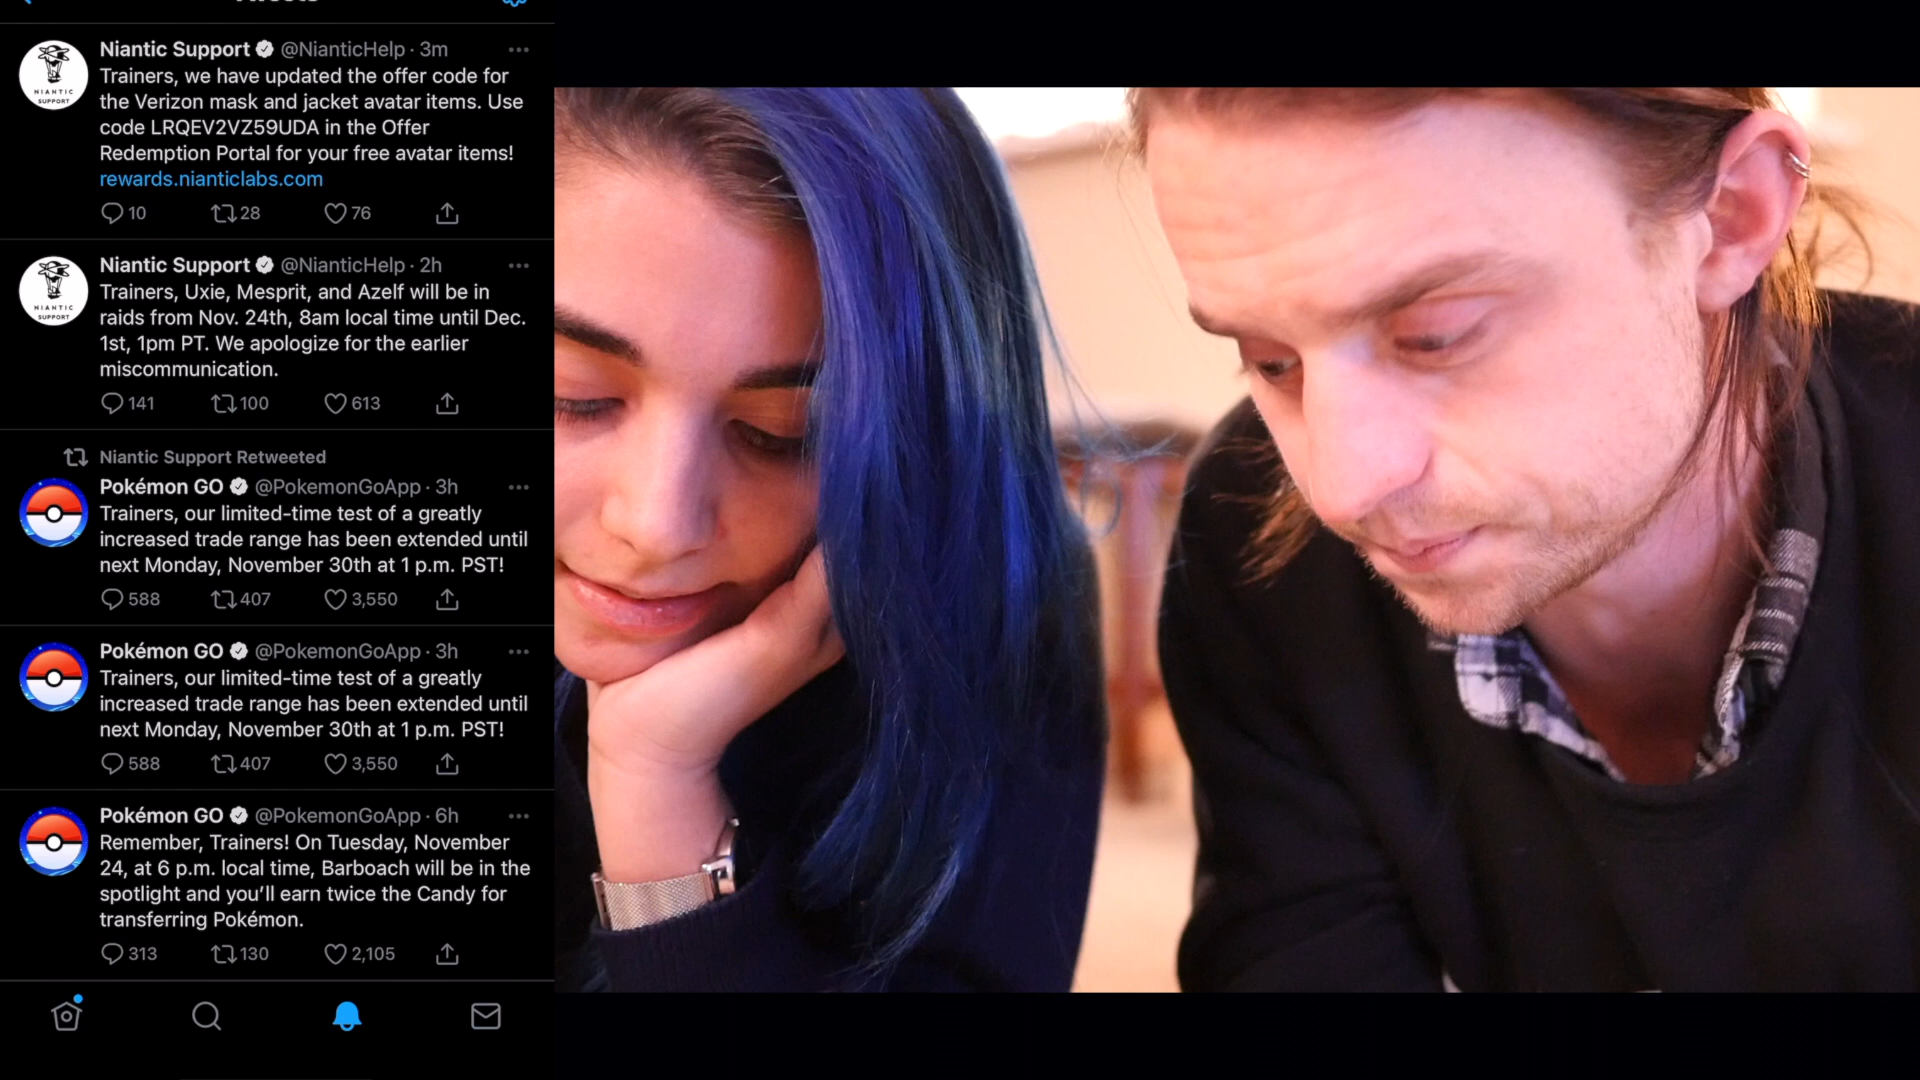 Niantic Support @NianticHelp · 3m
Trainers, we have updated the offer code for
the Verizon mask and jacket avatar items. Use
code LRQEV2VZ59UDA in the Offer
Redemption Portal for your free avatar items!
rewards.nianticlabs.com
10 28 76
NIANTIC
SUPPORT
Niantic Support @NianticHelp · 2h
Trainers, Uxie, Mesprit, and Azelf will be in
raids from Nov. 24th, 8am local time until Dec.
1st, 1pm PT. We apologize for the earlier
miscommunication.
141 100 613
NIANTIC
SUPPORT
Niantic Support Retweeted
Pokémon GO @PokemonGoApp · 3h
Trainers, our limited-time test of a greatly
increased trade range has been extended until
next Monday, November 30th at 1 p.m. PST!
588 407 3,550
Pokémon GO @PokemonGoApp · 3h
Trainers, our limited-time test of a greatly
increased trade range has been extended until
next Monday, November 30th at 1 p.m. PST!
588 407 3,550
Pokémon GO @PokemonGoApp · 6h
Remember, Trainers! On Tuesday, November
24, at 6 p.m. local time, Barboach will be in the
spotlight and you'll earn twice the Candy for
transferring Pokémon.
313 130 2,105